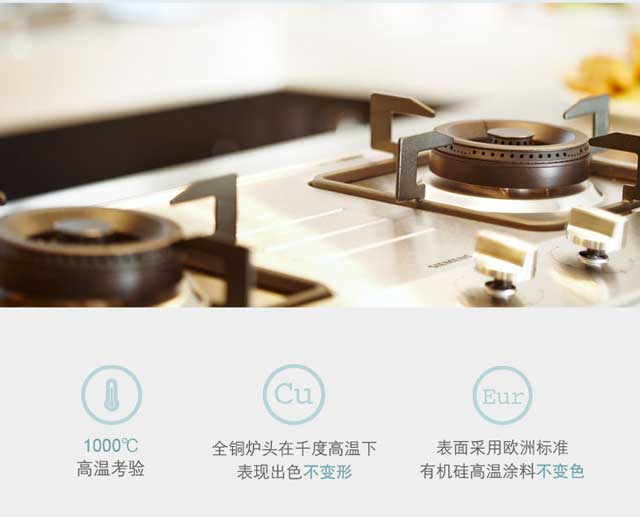 SIEMENS
Cu
Eur
1000℃
高温考验
全铜炉头在千度高温下
表现出色不变形
表面采用欧洲标准
有机硅高温涂料不变色